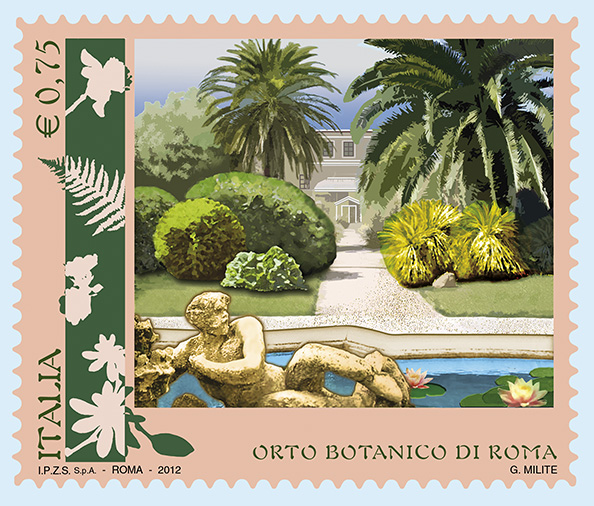 € 0,75
ITALIA
ORTO BOTANICO DI ROMA
I.P.Z.S. S.p.A. - ROMA - 2012
G. MILITE